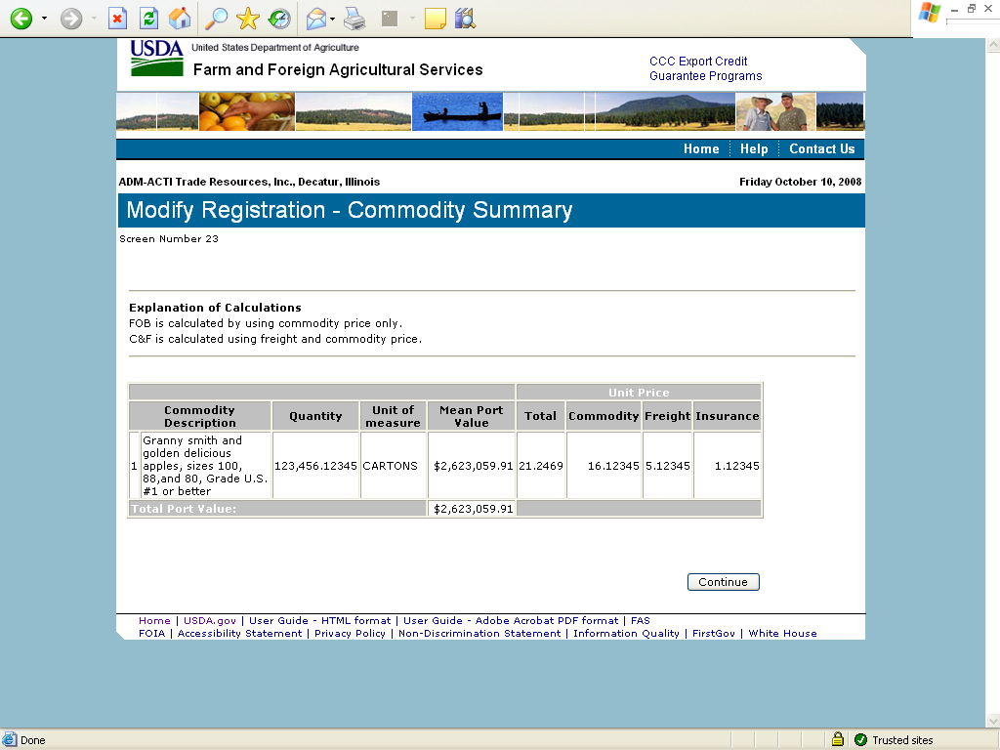 USDA United States Department of Agriculture
Farm and Foreign Agricultural Services
CCC Export Credit
Guarantee Programs
Home Help Contact Us
ADM-ACTI Trade Resources, Inc., Decatur, Illinois Friday October 10, 2008
Modify Registration - Commodity Summary
Screen Number 23
Explanation of Calculations
FOB is calculated by using commodity price only.
C&F is calculated using freight and commodity price.
Unit Price
Commodity Description Quantity Unit of measure Mean Port Value Total Commodity Freight Insurance
1 Granny smith and golden delicious apples, sizes 100, 88,and 80, Grade U.S. #1 or better 123,456.12345 CARTONS $2,623,059.91 21.2469 16.12345 5.12345 1.12345
Total Port Value: $2,623,059.91
Continue
Home | USDA.gov | User Guide - HTML format | User Guide - Adobe Acrobat PDF format | FAS
FOIA | Accessibility Statement | Privacy Policy | Non-Discrimination Statement | Information Quality | FirstGov | White House
Done Trusted sites